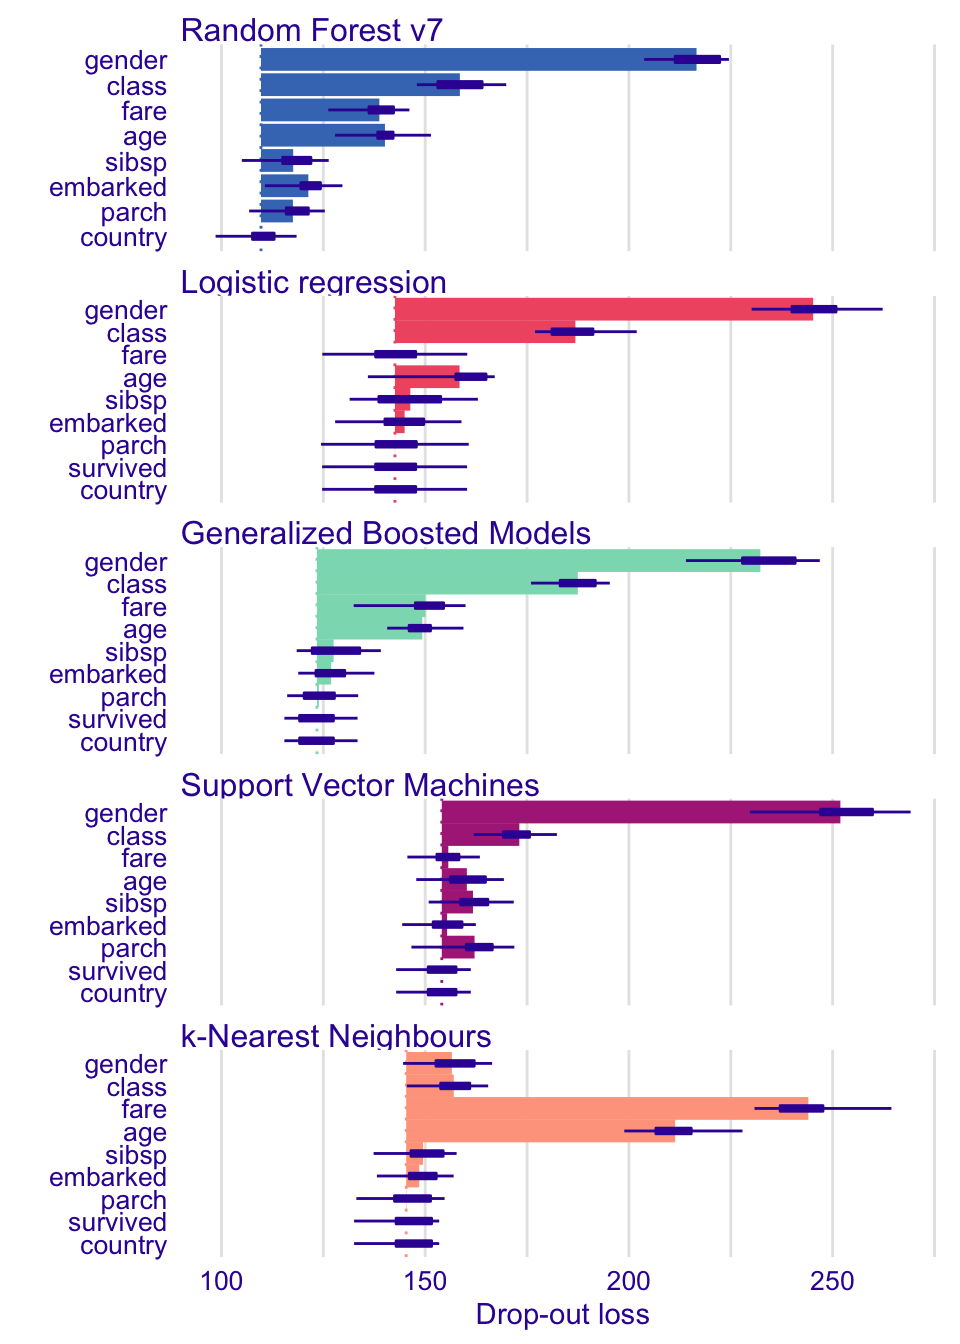 Random Forest v7
gender
class
fare
age
sibsp
embarked
parch
country
Logistic regression
gender
class
fare
age
sibsp
embarked
parch
survived
country
Generalized Boosted Models
gender
class
fare
age
sibsp
embarked
parch
survived
country
Support Vector Machines
gender
class
fare
age
sibsp
embarked
parch
survived
country
k-Nearest Neighbours
gender
class
fare
age
sibsp
embarked
parch
survived
country
100 150 200 250
Drop-out loss